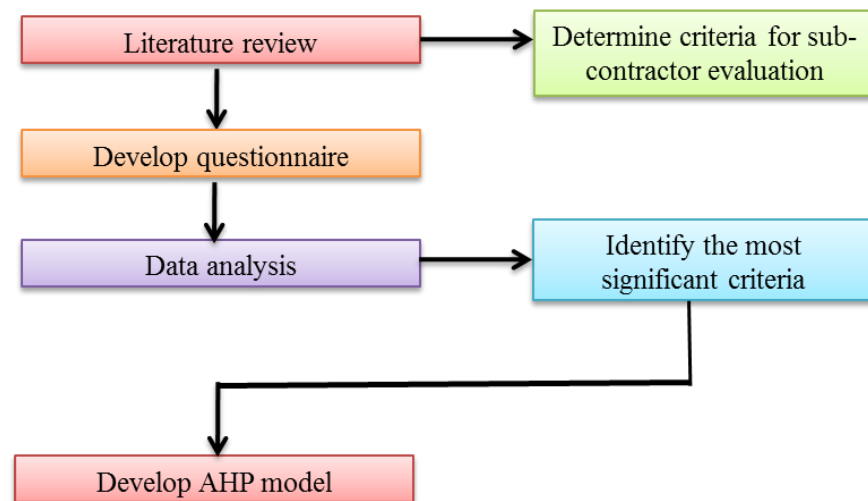 Literature review
Determine criteria for sub-
contractor evaluation
Develop questionnaire
Data analysis
Identify the most
significant criteria
Develop AHP model